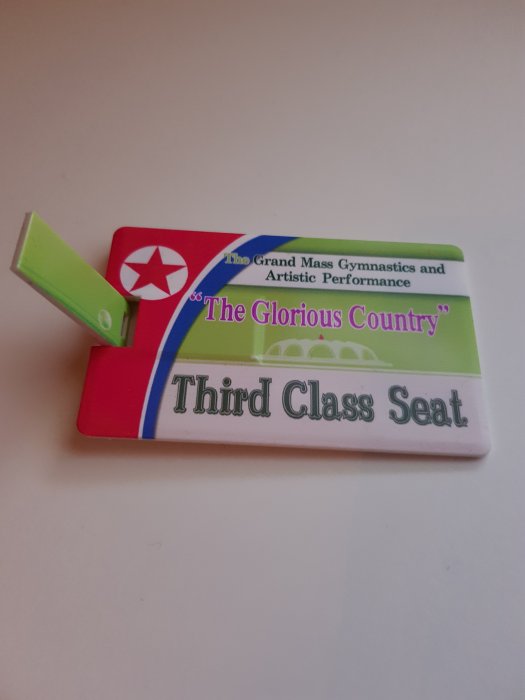 The Grand Mass Gymnastics and
Artistic Performance
“The Glorious Country”
Third Class Seat